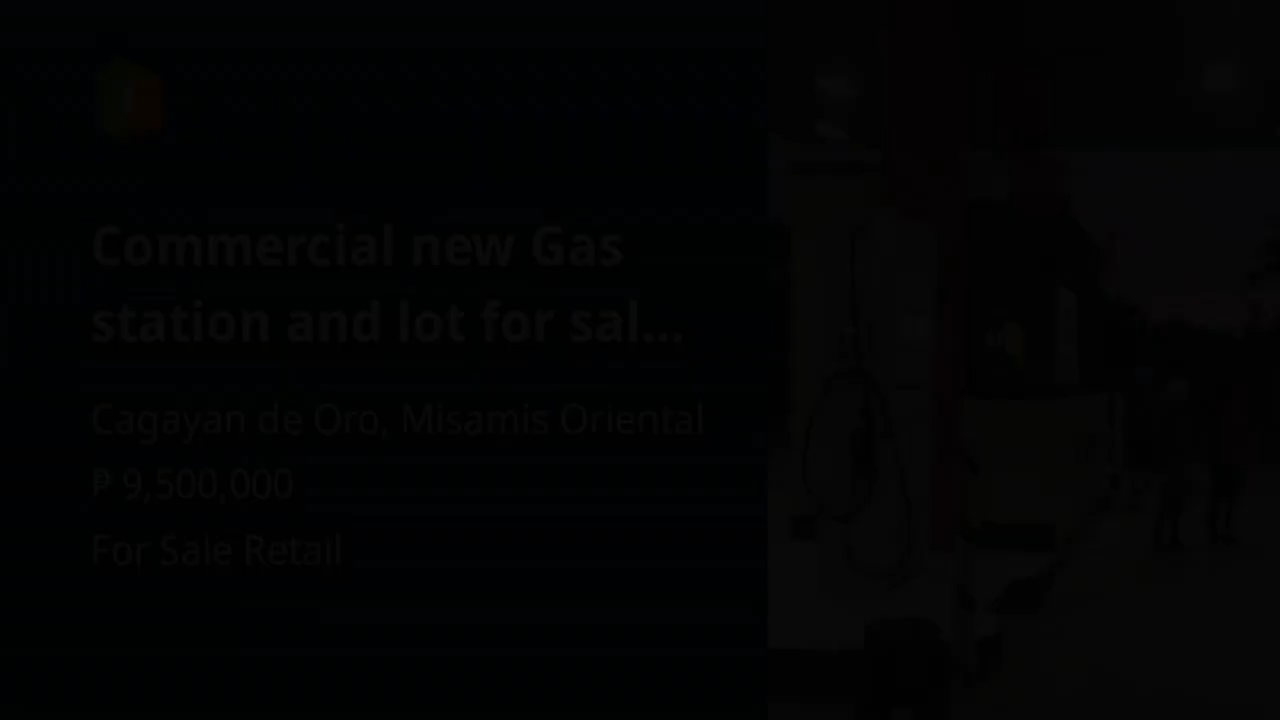 Commercial new Gas
station and lot for sal...
Cagayan de Oro, Misamis Oriental
₱ 9,500,000
For Sale Retail